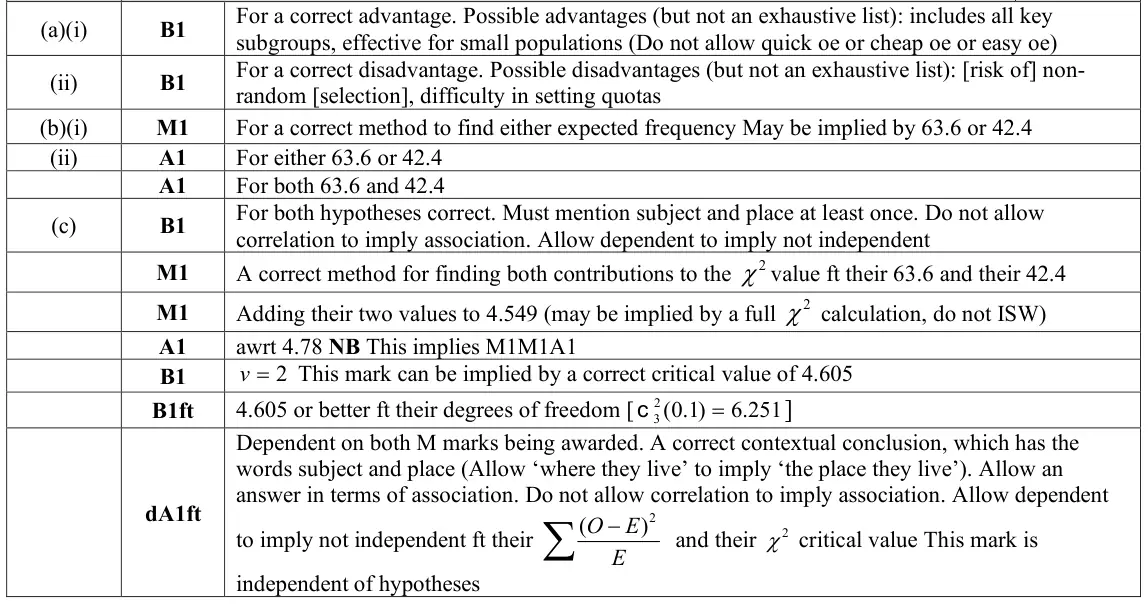 (a)(i) B1 For a correct advantage. Possible advantages (but not an exhaustive list): includes all key
subgroups, effective for small populations (Do not allow quick oe or cheap oe or easy oe)
(ii) B1 For a correct disadvantage. Possible disadvantages (but not an exhaustive list): [risk of] non-
random [selection], difficulty in setting quotas
(b)(i) M1 For a correct method to find either expected frequency May be implied by 63.6 or 42.4
(ii) A1 For either 63.6 or 42.4
A1 For both 63.6 and 42.4
(c) B1 For both hypotheses correct. Must mention subject and place at least once. Do not allow
correlation to imply association. Allow dependent to imply not independent
M1 A correct method for finding both contributions to the χ² value ft their 63.6 and their 42.4
M1 Adding their two values to 4.549 (may be implied by a full χ² calculation, do not ISW)
A1 awrt 4.78 NB This implies M1M1A1
B1 ν = 2 This mark can be implied by a correct critical value of 4.605
B1ft 4.605 or better ft their degrees of freedom [ c²₃(0.1) = 6.251 ]
dA1ft Dependent on both M marks being awarded. A correct contextual conclusion, which has the
words subject and place (Allow ‘where they live’ to imply ‘the place they live’). Allow an
answer in terms of association. Do not allow correlation to imply association. Allow dependent
to imply not independent ft their ∑(O − E)²/E and their χ² critical value This mark is
independent of hypotheses